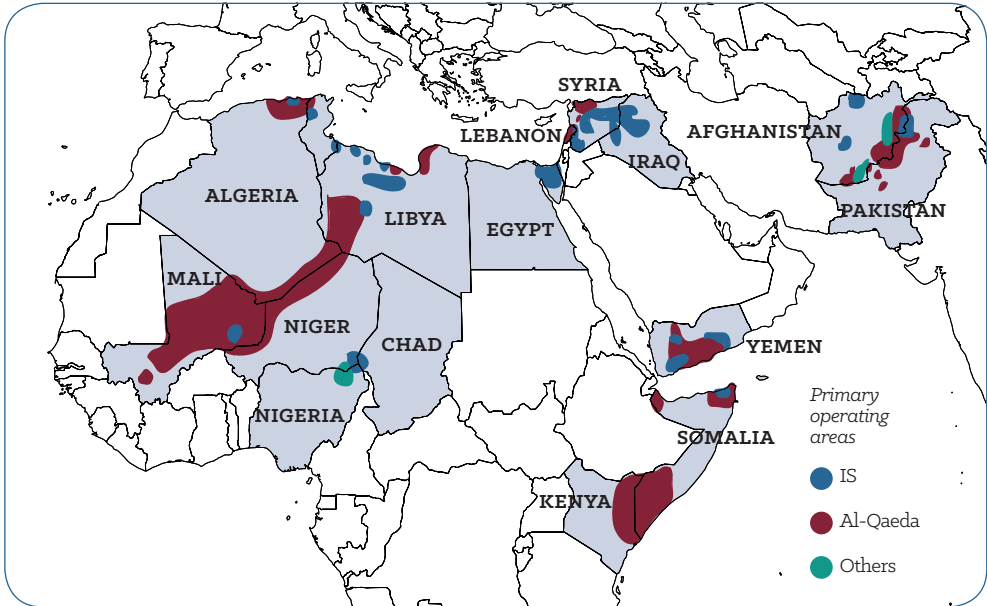 SYRIA
LEBANON
AFGHANISTAN
IRAQ
ALGERIA
PAKISTAN
LIBYA
EGYPT
MALI
NIGER
CHAD
YEMEN
NIGERIA
SOMALIA
KENYA
Primary
operating
areas
IS
Al-Qaeda
Others